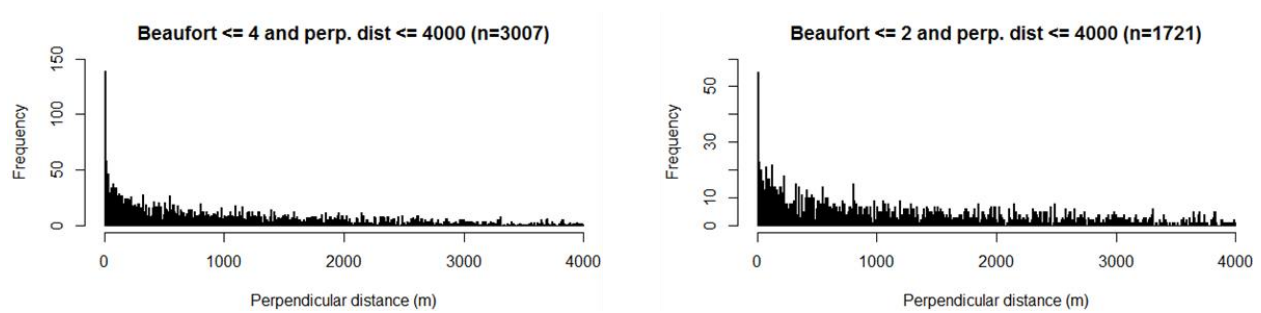 Beaufort <= 4 and perp. dist <= 4000 (n=3007)
150
100
50
0
Frequency
0 1000 2000 3000 4000
Perpendicular distance (m)
Beaufort <= 2 and perp. dist <= 4000 (n=1721)
50
30
10
0
Frequency
0 1000 2000 3000 4000
Perpendicular distance (m)